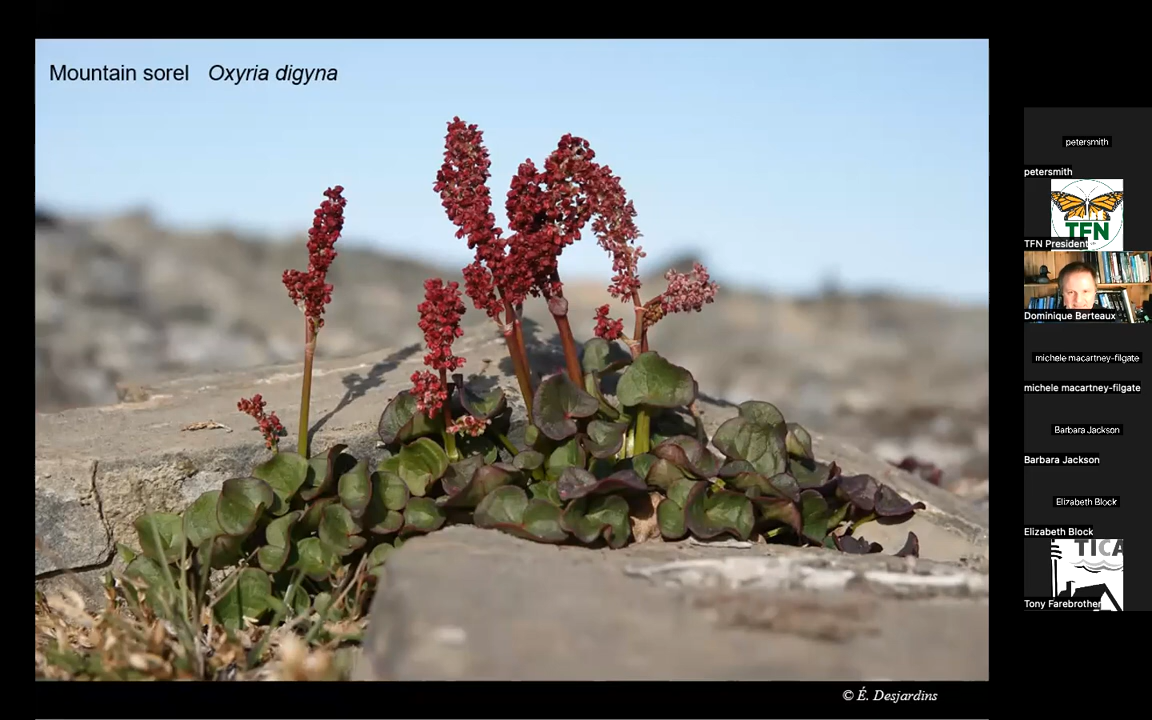 Mountain sorel Oxyria digyna
© É. Desjardins
petersmith
petersmith
TFN
TFN President
Dominique Berteaux
michele macartney-filgate
michele macartney-filgate
Barbara Jackson
Barbara Jackson
Elizabeth Block
Elizabeth Block
TICA
Tony Farebrother